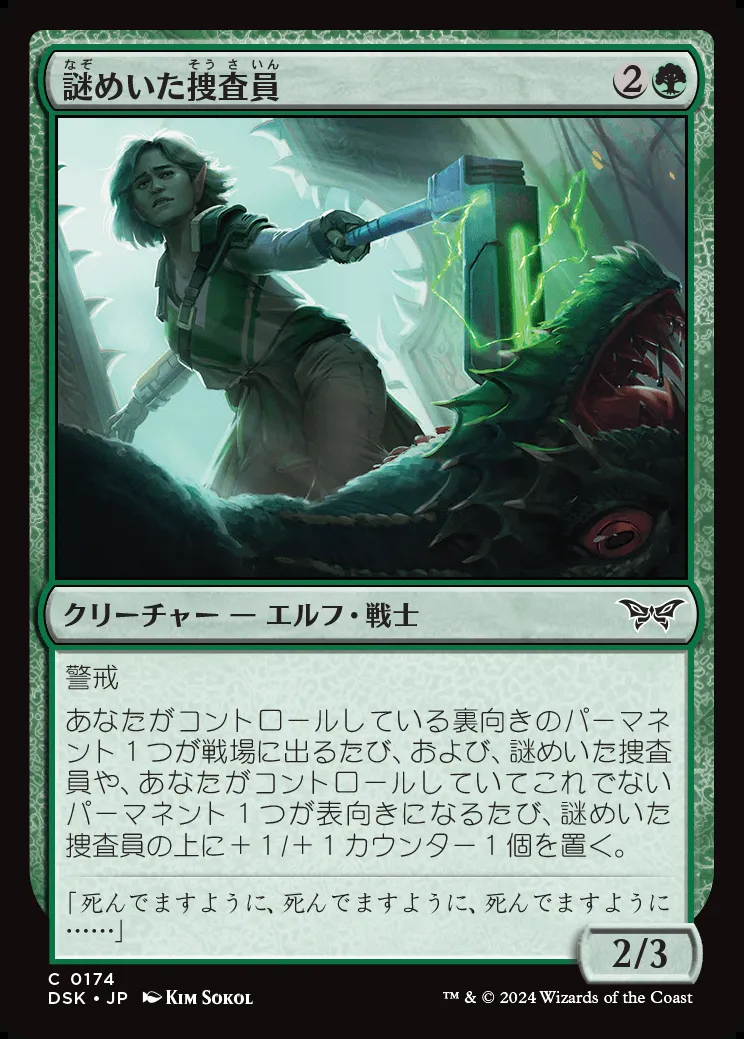 謎めいた捜査員
2
クリーチャー — エルフ・戦士
警戒
あなたがコントロールしている裏向きのパーマネ
ント１つが戦場に出るたび、および、謎めいた捜査
員や、あなたがコントロールしていてこれでない
パーマネント１つが表向きになるたび、謎めいた
捜査員の上に＋１/＋１カウンター１個を置く。
「死んでますように、死んでますように、死んでますように
……」
2/3
C 0174
DSK • JP Kim Sokol
™ & © 2024 Wizards of the Coast